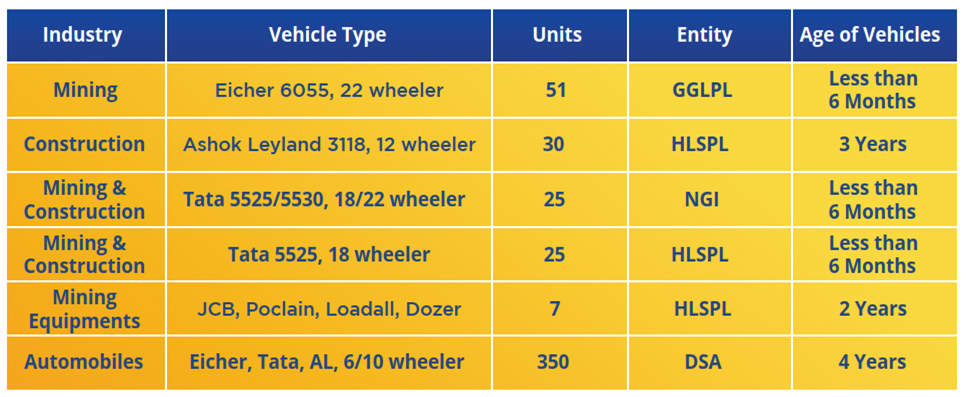 Industry Vehicle Type Units Entity Age of Vehicles
Mining Eicher 6055, 22 wheeler 51 GGLPL Less than
6 Months
Construction Ashok Leyland 3118, 12 wheeler 30 HLSPL 3 Years
Mining &
Construction Tata 5525/5530, 18/22 wheeler 25 NGI Less than
6 Months
Mining &
Construction Tata 5525, 18 wheeler 25 HLSPL Less than
6 Months
Mining
Equipments JCB, Poclain, Loadall, Dozer 7 HLSPL 2 Years
Automobiles Eicher, Tata, AL, 6/10 wheeler 350 DSA 4 Years